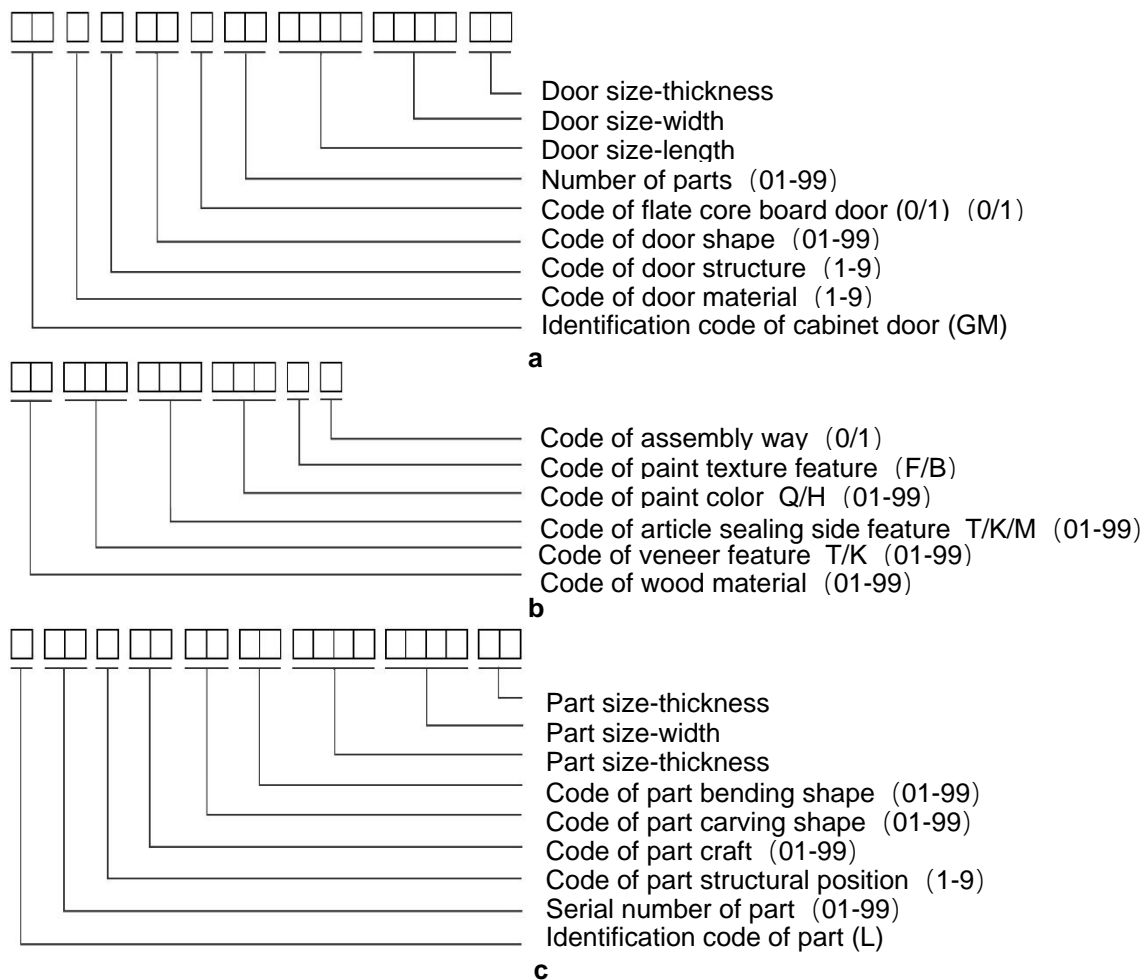 Door size-thickness
Door size-width
Door size-length
Number of parts（01-99）
Code of flate core board door (0/1)（0/1）
Code of door shape（01-99）
Code of door structure（1-9）
Code of door material（1-9）
Identification code of cabinet door (GM)
a
Code of assembly way（0/1）
Code of paint texture feature（F/B）
Code of paint color Q/H（01-99）
Code of article sealing side feature T/K/M（01-99）
Code of veneer feature T/K（01-99）
Code of wood material（01-99）
b
Part size-thickness
Part size-width
Part size-thickness
Code of part bending shape（01-99）
Code of part carving shape（01-99）
Code of part craft（01-99）
Code of part structural position（1-9）
Serial number of part（01-99）
Identification code of part (L)
c